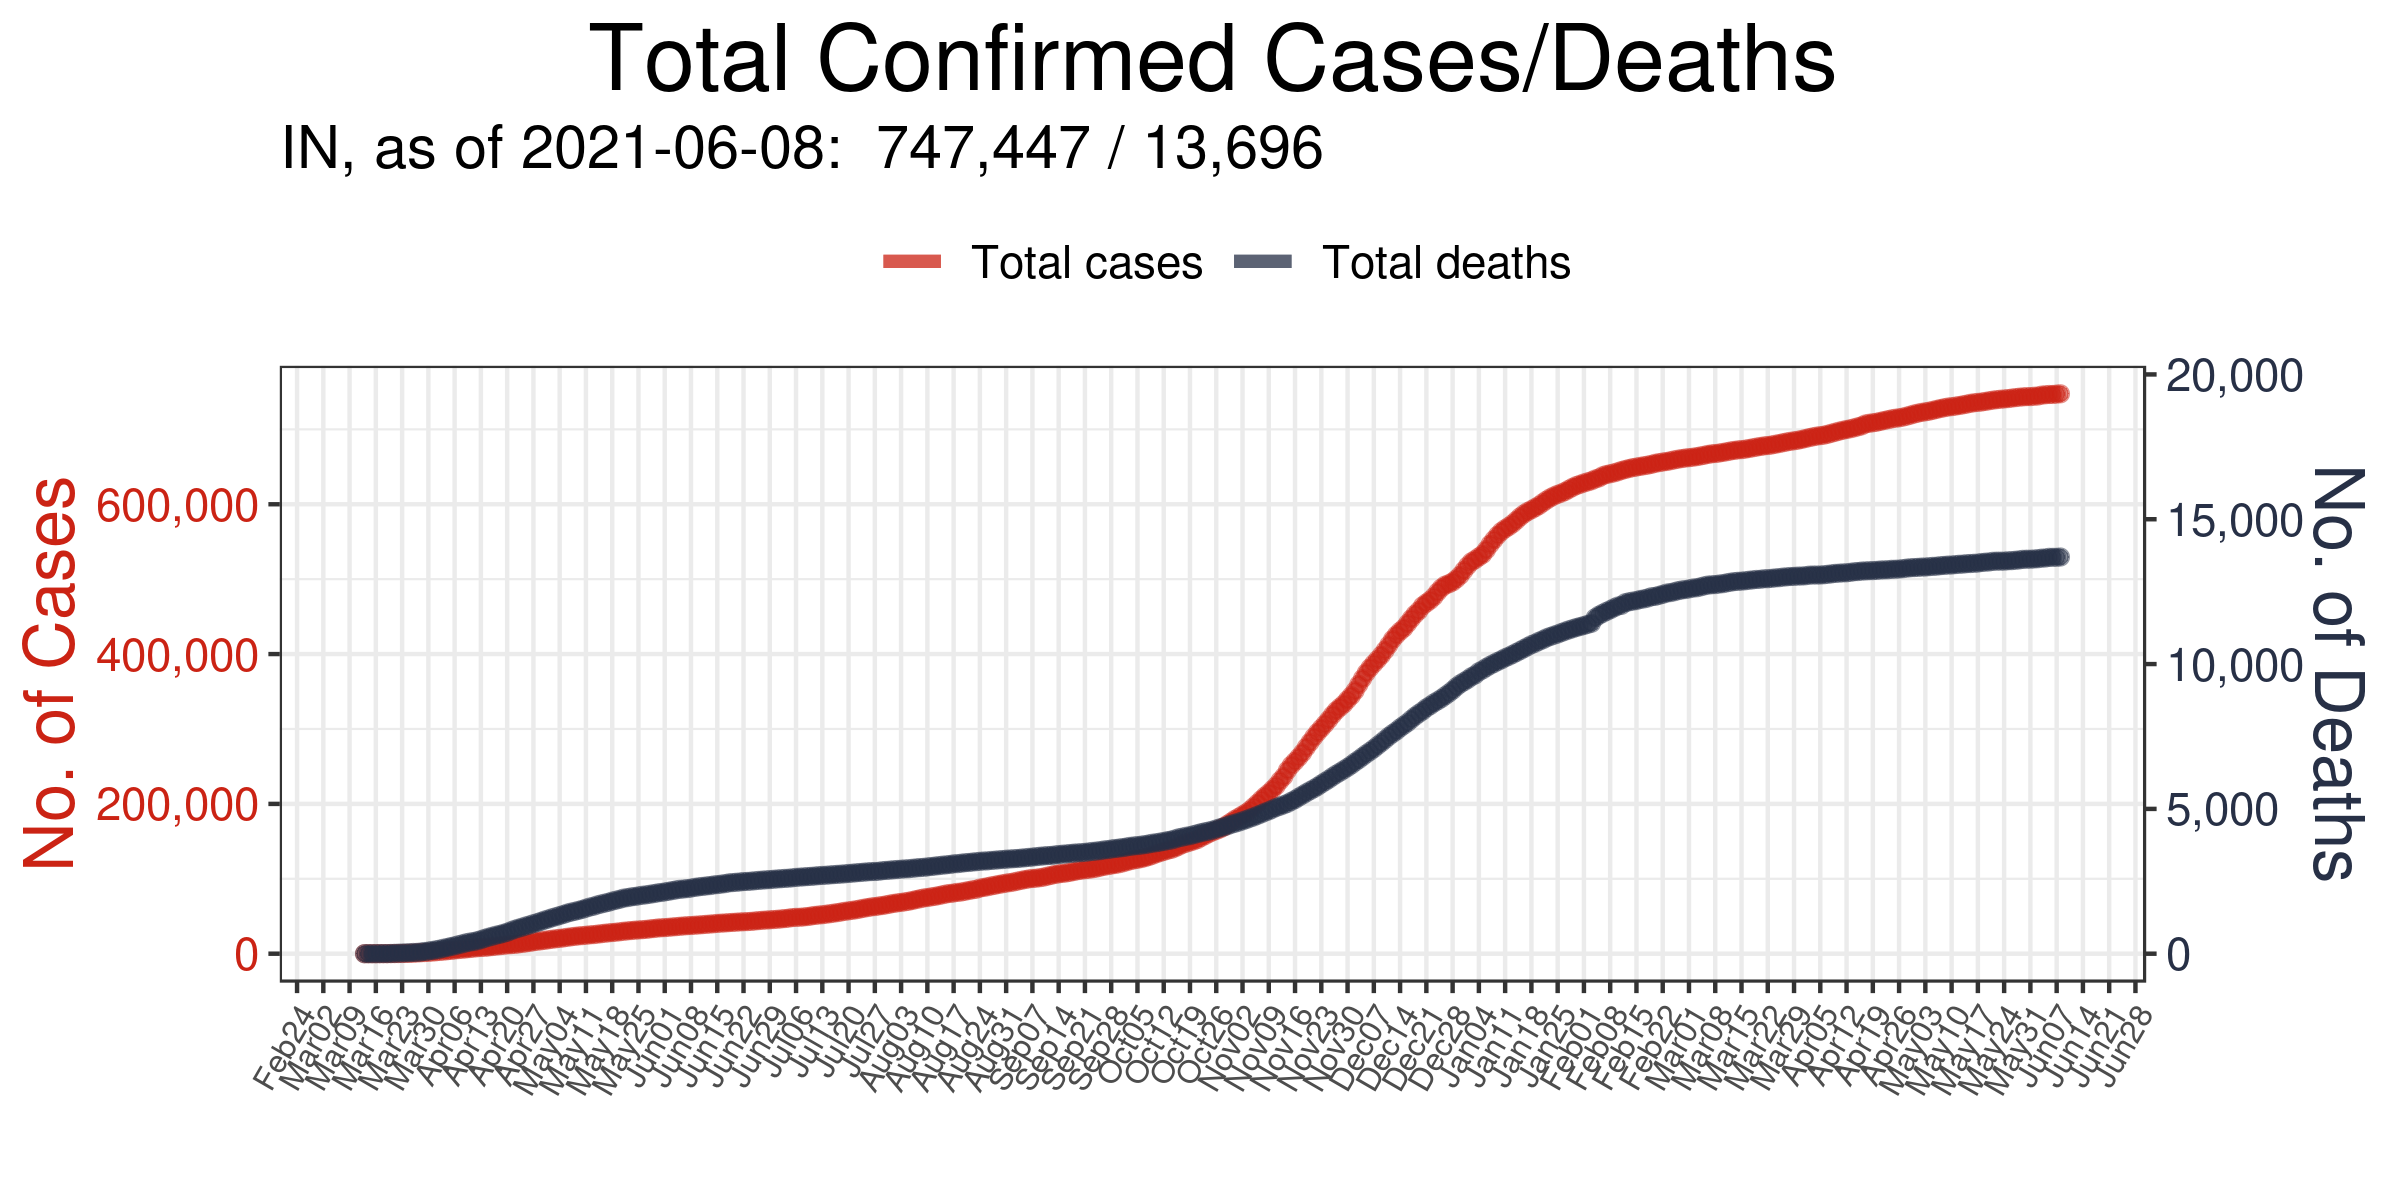 Total Confirmed Cases/Deaths
IN, as of 2021-06-08:  747,447 / 13,696
Total cases
Total deaths
No. of Cases
600,000
400,000
200,000
0
20,000
15,000
10,000
5,000
0
No. of Deaths
Feb24
Mar02
Mar09
Mar16
Mar23
Mar30
Apr06
Apr13
Apr20
Apr27
May04
May11
May18
May25
Jun01
Jun08
Jun15
Jun22
Jun29
Jul06
Jul13
Jul20
Jul27
Aug03
Aug10
Aug17
Aug24
Aug31
Sep07
Sep14
Sep21
Sep28
Oct05
Oct12
Oct19
Oct26
Nov02
Nov09
Nov16
Nov23
Nov30
Dec07
Dec14
Dec21
Dec28
Jan04
Jan11
Jan18
Jan25
Feb01
Feb08
Feb15
Feb22
Mar01
Mar08
Mar15
Mar22
Mar29
Apr05
Apr12
Apr19
Apr26
May03
May10
May17
May24
May31
Jun07
Jun14
Jun21
Jun28